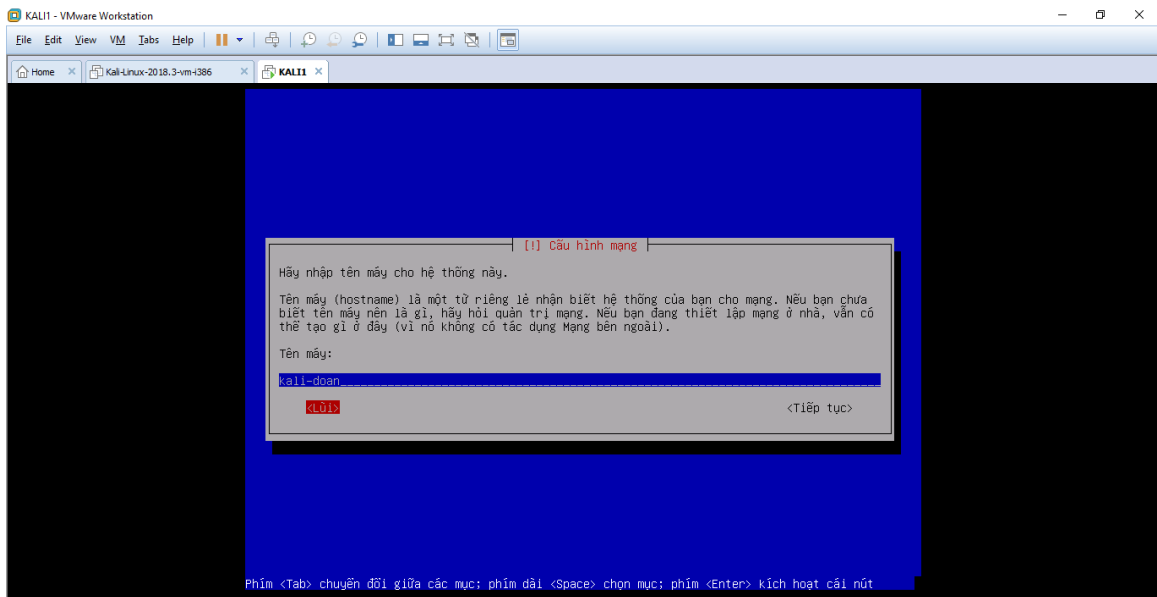 KALI1 - VMware Workstation
File Edit View VM Tabs Help
Home Kali-Linux-2018.3-vm-i386 KALI1
[!] Cấu hình mạng
Hãy nhập tên máy cho hệ thống này.
Tên máy (hostname) là một từ riêng lẻ nhận biết hệ thống của bạn cho mạng. Nếu bạn chưa
biết tên máy nên là gì, hãy hỏi quản trị mạng. Nếu bạn đang thiết lập mạng ở nhà, vẫn có
thể tạo gì ở đây (vì nó không có tác dụng Mạng bên ngoài).
Tên máy:
kali-doan
<Lùi> <Tiếp tục>
Phím <Tab> chuyển đổi giữa các mục; phím dài <Space> chọn mục; phím <Enter> kích hoạt cái nút